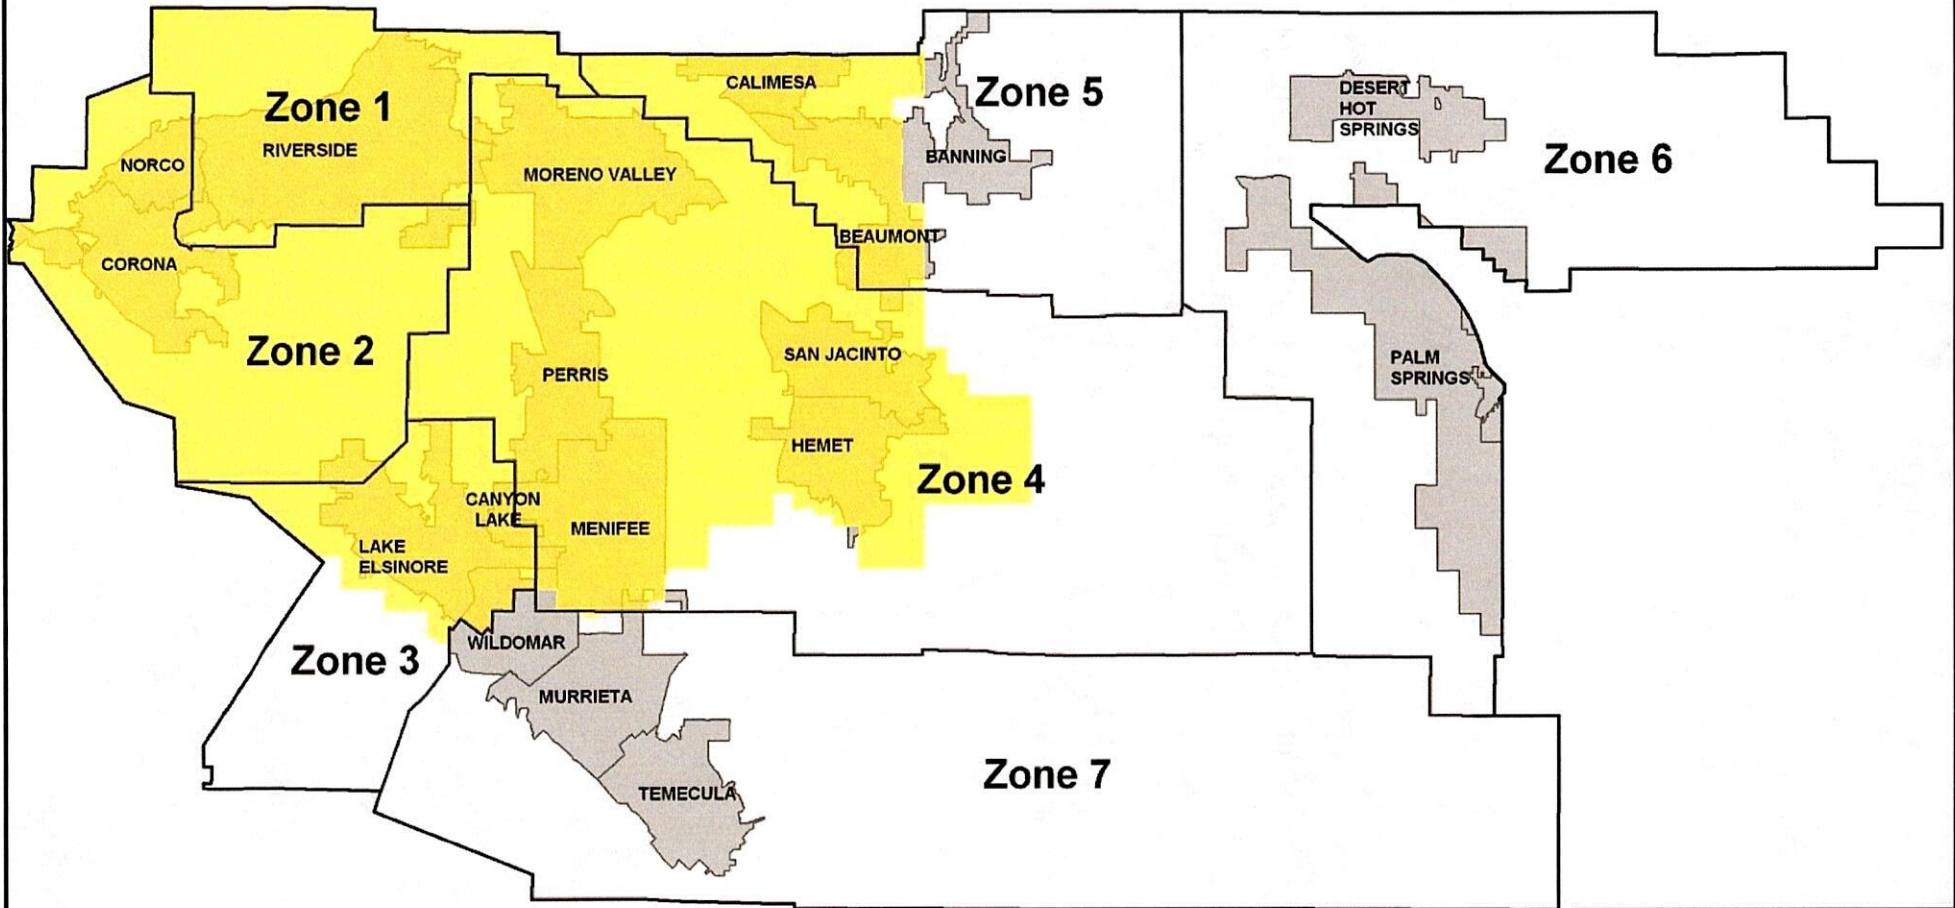 Zone 1
RIVERSIDE
NORCO
CORONA
Zone 2
MORENO VALLEY
CALIMESA
Zone 5
BANNING
BEAUMONT
DESERT
HOT
SPRINGS
Zone 6
PALM
SPRINGS
PERRIS
SAN JACINTO
HEMET
Zone 4
CANYON
LAKE
MENIFEE
LAKE
ELSINORE
Zone 3
WILDOMAR
MURRIETA
TEMECULA
Zone 7